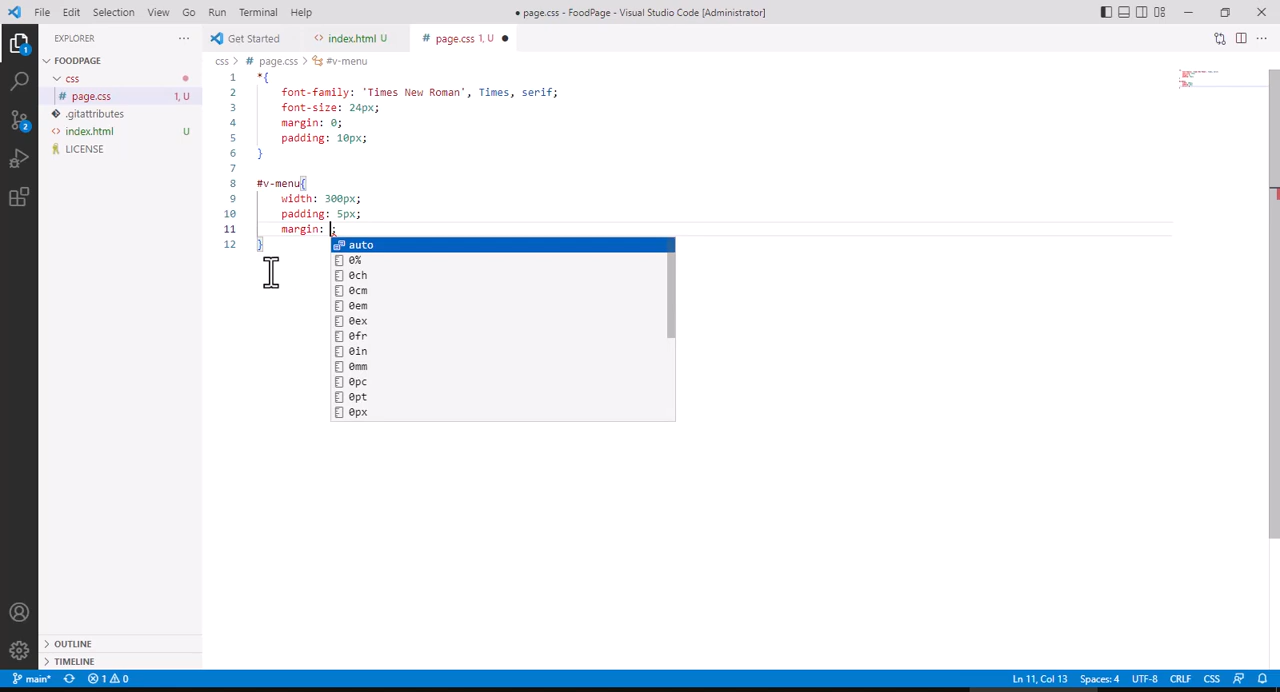 File Edit Selection View Go Run Terminal Help
● page.css - FoodPage - Visual Studio Code [Administrator]
EXPLORER
FOODPAGE
css
# page.css 1, U
.gitattributes
<> index.html U
LICENSE
OUTLINE
TIMELINE
1
2
Get Started
<> index.html U
# page.css 1, U ●
css > # page.css > #v-menu
1 *{
2 font-family: 'Times New Roman', Times, serif;
3 font-size: 24px;
4 margin: 0;
5 padding: 10px;
6 }
7
8 #v-menu{
9 width: 300px;
10 padding: 5px;
11 margin: ;
12 }
auto
0%
0ch
0cm
0em
0ex
0fr
0in
0mm
0pc
0pt
0px
main* 1 0 Ln 11, Col 13 Spaces: 4 UTF-8 CRLF CSS